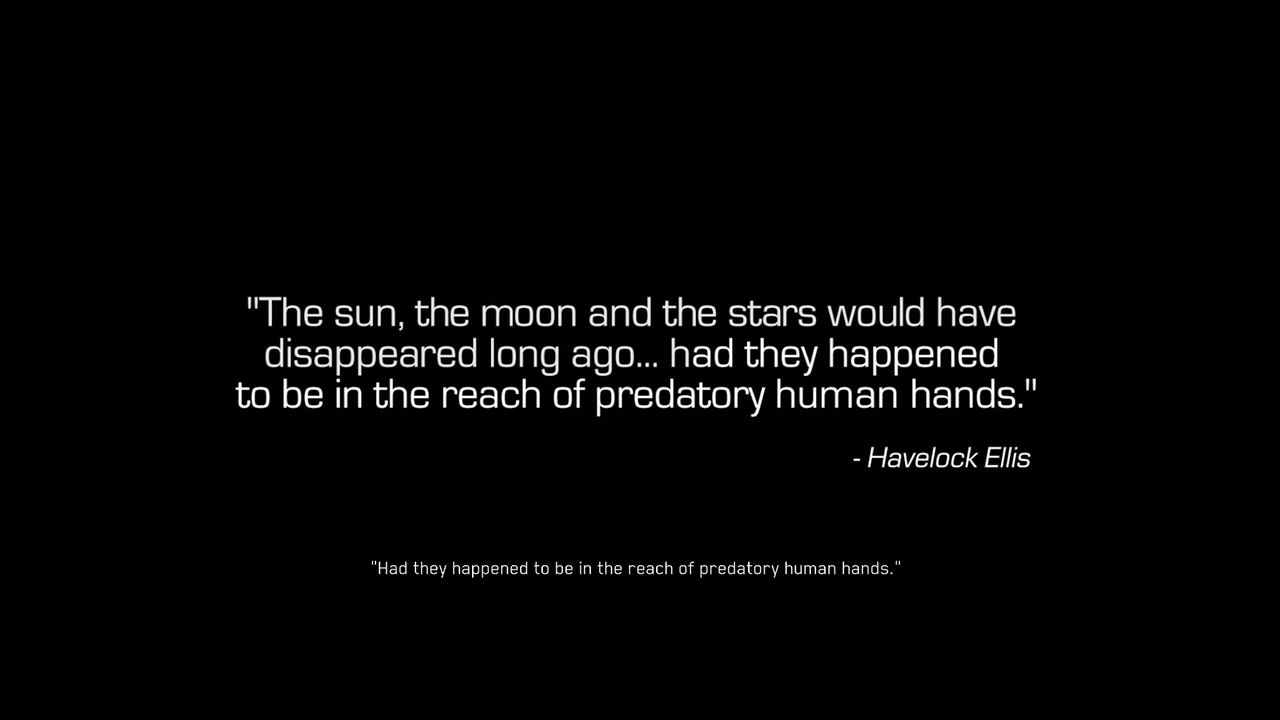 "The sun, the moon and the stars would have
disappeared long ago... had they happened
to be in the reach of predatory human hands."
- Havelock Ellis
"Had they happened to be in the reach of predatory human hands."